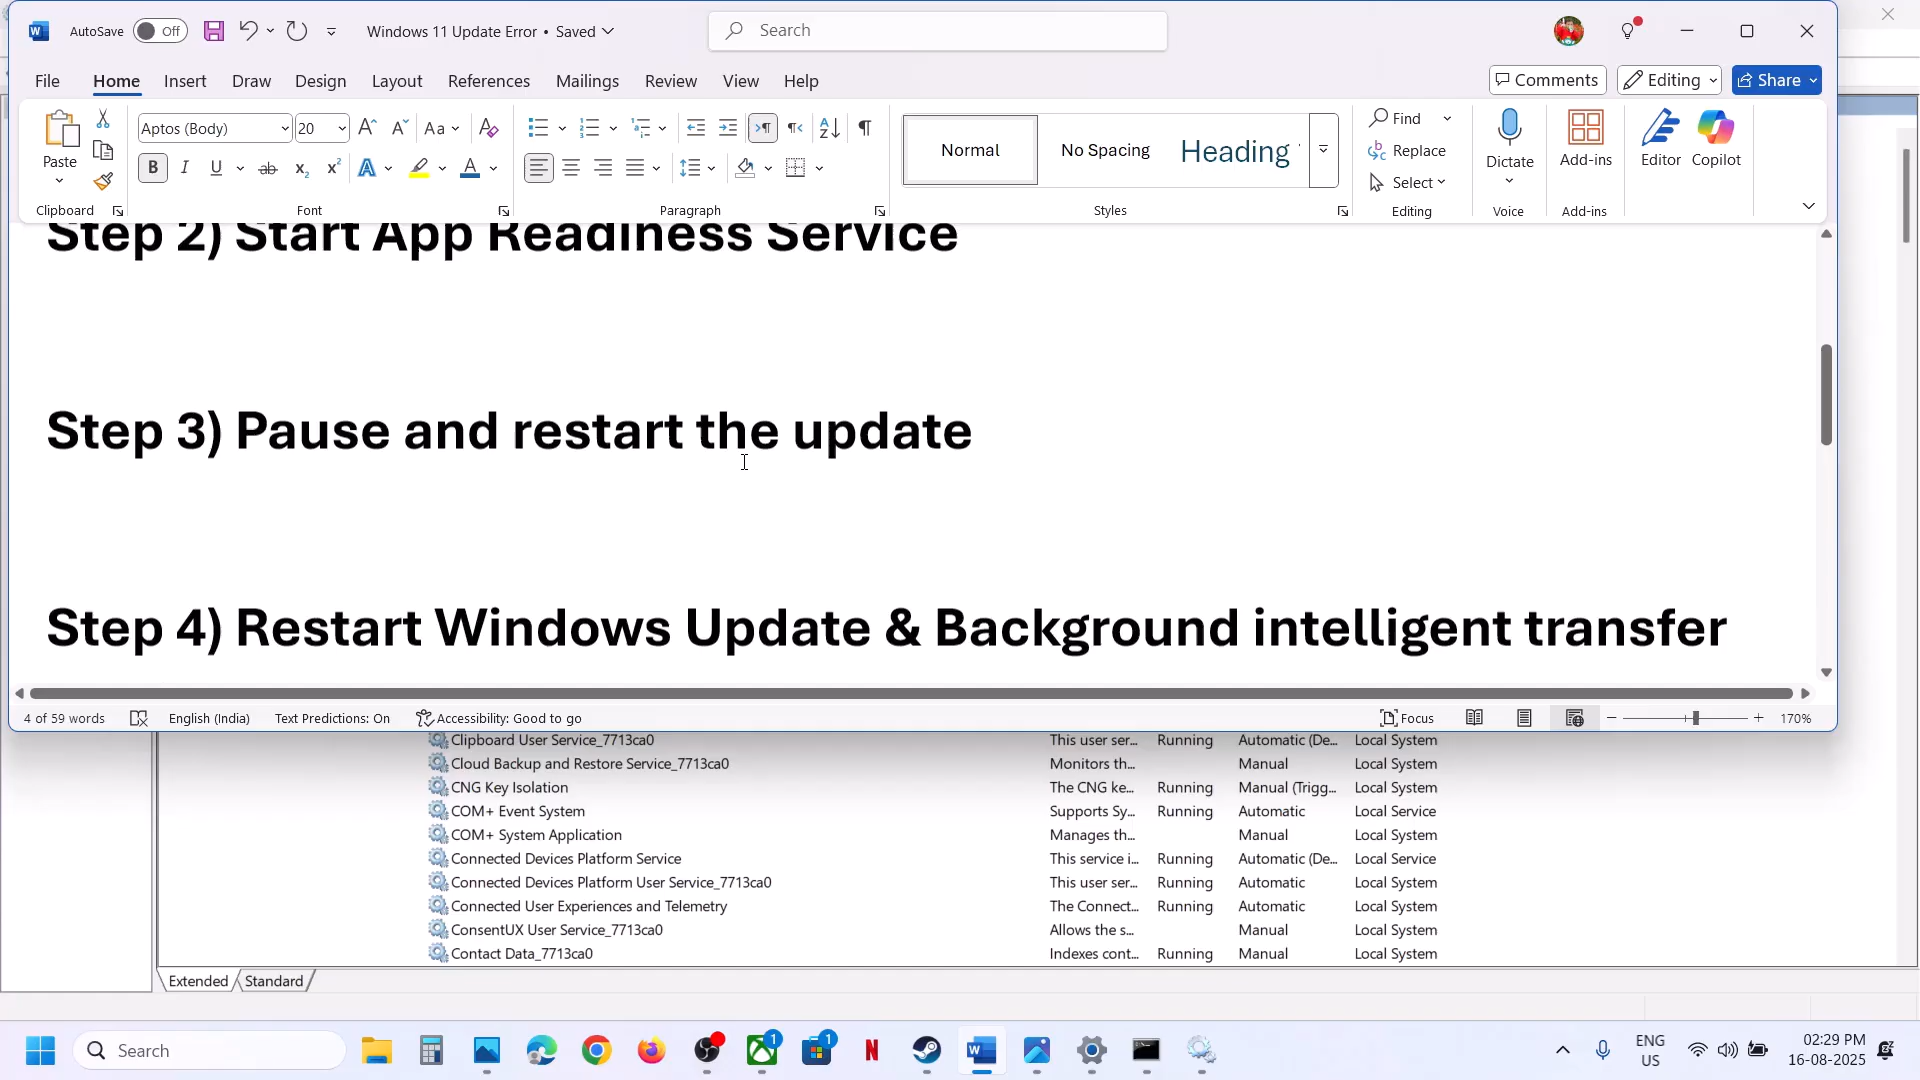 AutoSave Off Windows 11 Update Error • Saved Search
File Home Insert Draw Design Layout References Mailings Review View Help Comments Editing Share
Paste Aptos (Body) 20 Aa Normal No Spacing Heading Find Replace Select Dictate Add-ins Editor Copilot
Clipboard Font Paragraph Styles Editing Voice Add-ins
Step 2) Start App Readiness Service
Step 3) Pause and restart the update
Step 4) Restart Windows Update & Background intelligent transfer
4 of 59 words English (India) Text Predictions: On Accessibility: Good to go Focus 170%
Clipboard User Service_7713ca0 This user ser... Running Automatic (De... Local System
Cloud Backup and Restore Service_7713ca0 Monitors th... Manual Local System
CNG Key Isolation The CNG ke... Running Manual (Trigg... Local System
COM+ Event System Supports Sy... Running Automatic Local Service
COM+ System Application Manages th... Manual Local System
Connected Devices Platform Service This service i... Running Automatic (De... Local Service
Connected Devices Platform User Service_7713ca0 This user ser... Running Automatic Local System
Connected User Experiences and Telemetry The Connect... Running Automatic Local System
ConsentUX User Service_7713ca0 Allows the s... Manual Local System
Contact Data_7713ca0 Indexes cont... Running Manual Local System
Extended Standard
Search 1 1 ENG US 02:29 PM 16-08-2025